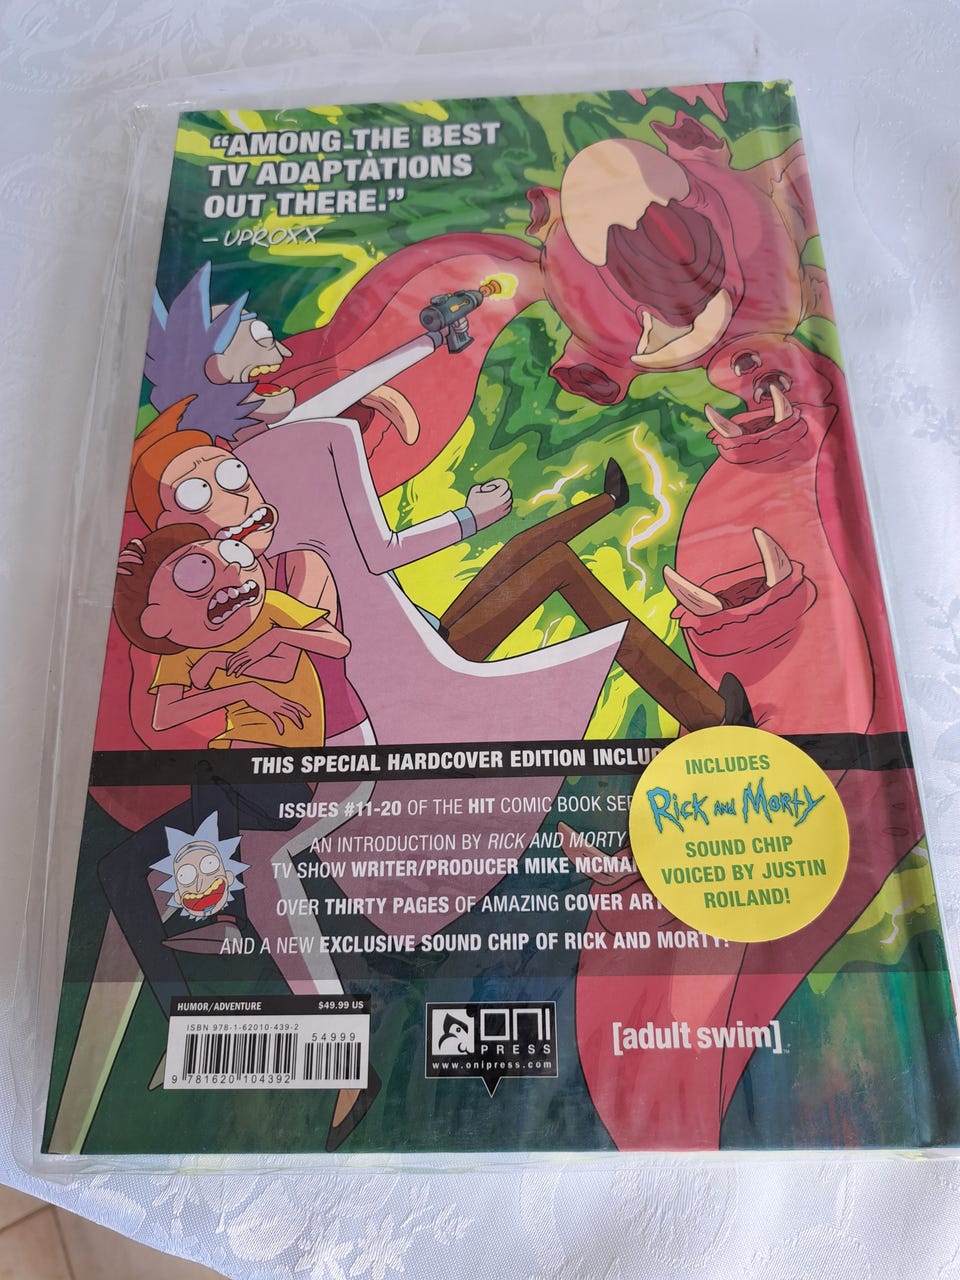 “AMONG THE BEST
TV ADAPTATIONS
OUT THERE.”
– UPROXX
THIS SPECIAL HARDCOVER EDITION
ISSUES #11-20 OF THE HIT COMIC BOOK
AN INTRODUCTION BY RICK AND MORTY
TV SHOW WRITER/PRODUCER MIKE
OVER THIRTY PAGES OF AMAZING COVER ART
AND A NEW EXCLUSIVE SOUND CHIP OF RICK AND MORTY!
INCLUDES
Rick and Morty
SOUND CHIP
VOICED BY JUSTIN
ROILAND!
HUMOR/ADVENTURE $49.99 US
ISBN 978-1-62010-439-2
54999
9 781620 104392
ONI
PRESS
www.onipress.com
[adult swim]™